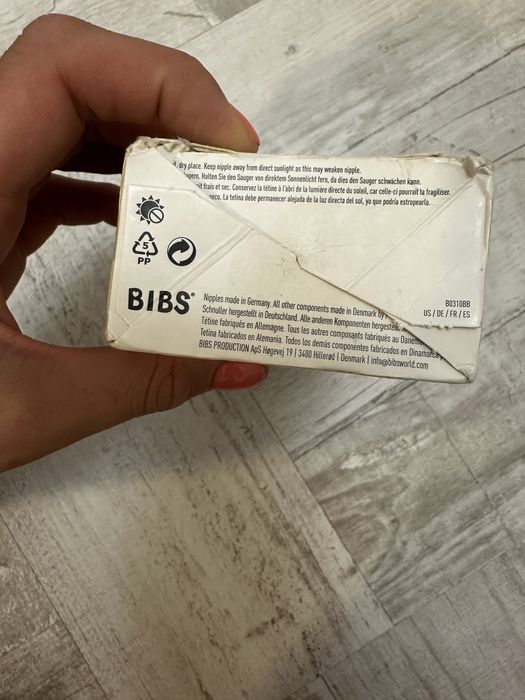 dry place. Keep nipple away from direct sunlight as this may weaken nipple.
Halten Sie den Sauger von direktem Sonnenlicht fern, da dies den Sauger schwächen kann.
frais et sec. Conservez la tétine à l'abri de la lumière directe du soleil, car celle-ci pourrait la fragiliser.
seco. La tetina debe permanecer alejada de la luz directa del sol, ya que podría estropearla.
5
PP
BIBS®
Nipples made in Germany. All other components made in Denmark by
Schnuller hergestellt in Deutschland. Alle anderen Komponenten
Tétine fabriqués en Allemagne. Tous les autres composants fabriqués au
Tetina fabricados en Alemania. Todos los demás componentes fabricados en
BIBS PRODUCTION ApS Høgevej 19 | 3400 Hillerød | Denmark | info@bibsworld.com
B0310BB
US / DE / FR / ES